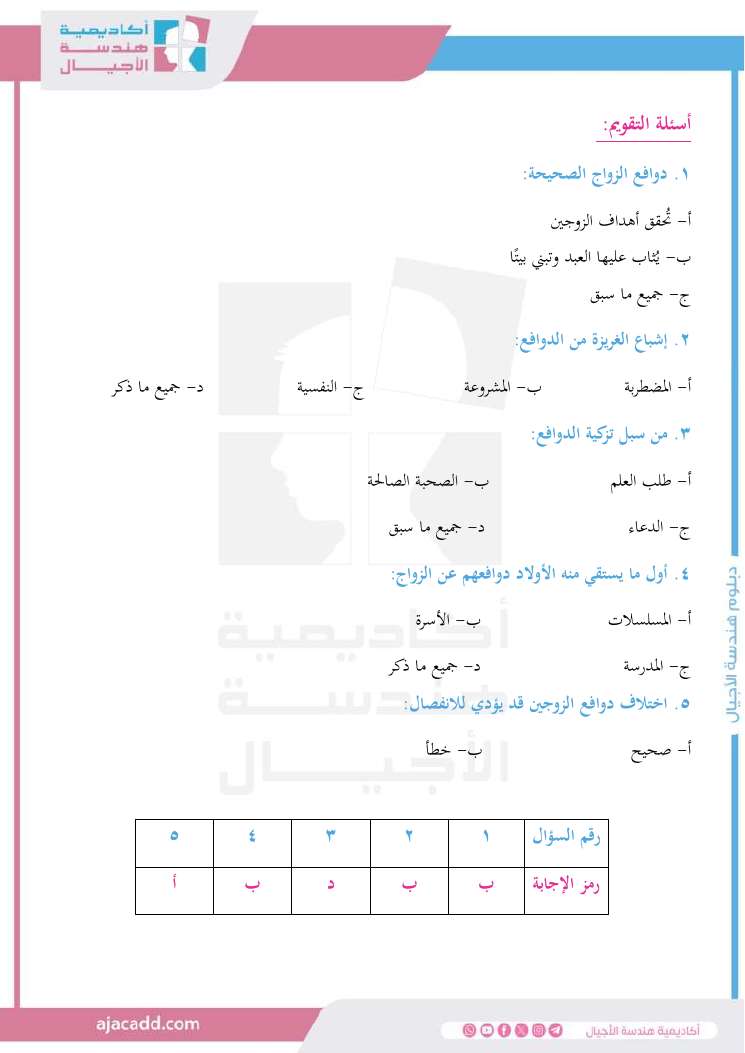 أكاديمية
هندسة
الأجيال
أسئلة التقويم:
١. دوافع الزواج الصحيحة:
أ- تُحقق أهداف الزوجين
ب- يُثاب عليها العبد وتبني بيتًا
ج- جميع ما سبق
٢. إشباع الغريزة من الدوافع:
أ- المضطربة ب- المشروعة ج- النفسية د- جميع ما ذكر
٣. من سبل تزكية الدوافع:
أ- طلب العلم ب- الصحبة الصالحة
ج- الدعاء د- جميع ما سبق
٤. أول ما يستقي منه الأولاد دوافعهم عن الزواج:
أ- المسلسلات ب- الأسرة
ج- المدرسة د- جميع ما ذكر
٥. اختلاف دوافع الزوجين قد يؤدي للانفصال:
أ- صحيح ب- خطأ
رقم السؤال ١ ٢ ٣ ٤ ٥
رمز الإجابة ب ب د ب أ
أكاديمية
هندسة
الأجيال
دبلوم هندسة الأجيال
أكاديمية هندسة الأجيال
ajacadd.com